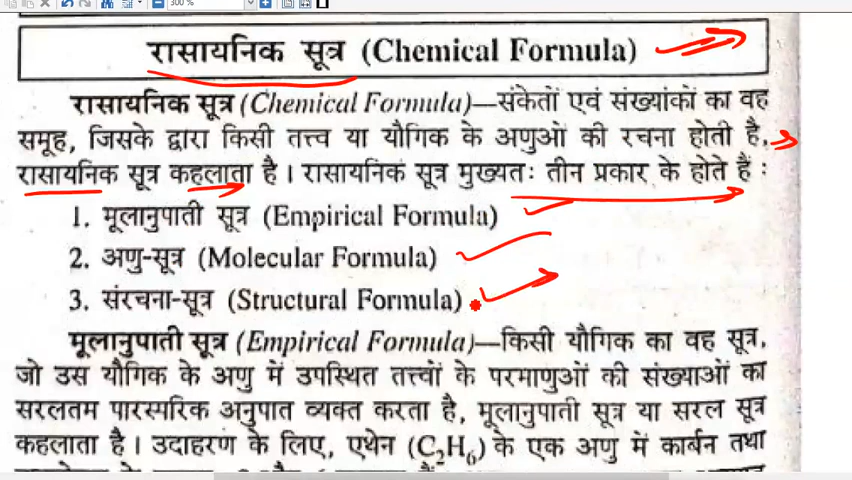 300 %
रासायनिक सूत्र (Chemical Formula)
रासायनिक सूत्र (Chemical Formula)—संकेतों एवं संख्यांकों का वह
समूह, जिसके द्वारा किसी तत्त्व या यौगिक के अणुओं की रचना होती है,
रासायनिक सूत्र कहलाता है। रासायनिक सूत्र मुख्यतः तीन प्रकार के होते हैं :
1. मूलानुपाती सूत्र (Empirical Formula)
2. अणु-सूत्र (Molecular Formula)
3. संरचना-सूत्र (Structural Formula)
मूलानुपाती सूत्र (Empirical Formula)—किसी यौगिक का वह सूत्र,
जो उस यौगिक के अणु में उपस्थित तत्त्वों के परमाणुओं की संख्याओं का
सरलतम पारस्परिक अनुपात व्यक्त करता है, मूलानुपाती सूत्र या सरल सूत्र
कहलाता है। उदाहरण के लिए, एथेन (C₂H₆) के एक अणु में कार्बन तथा